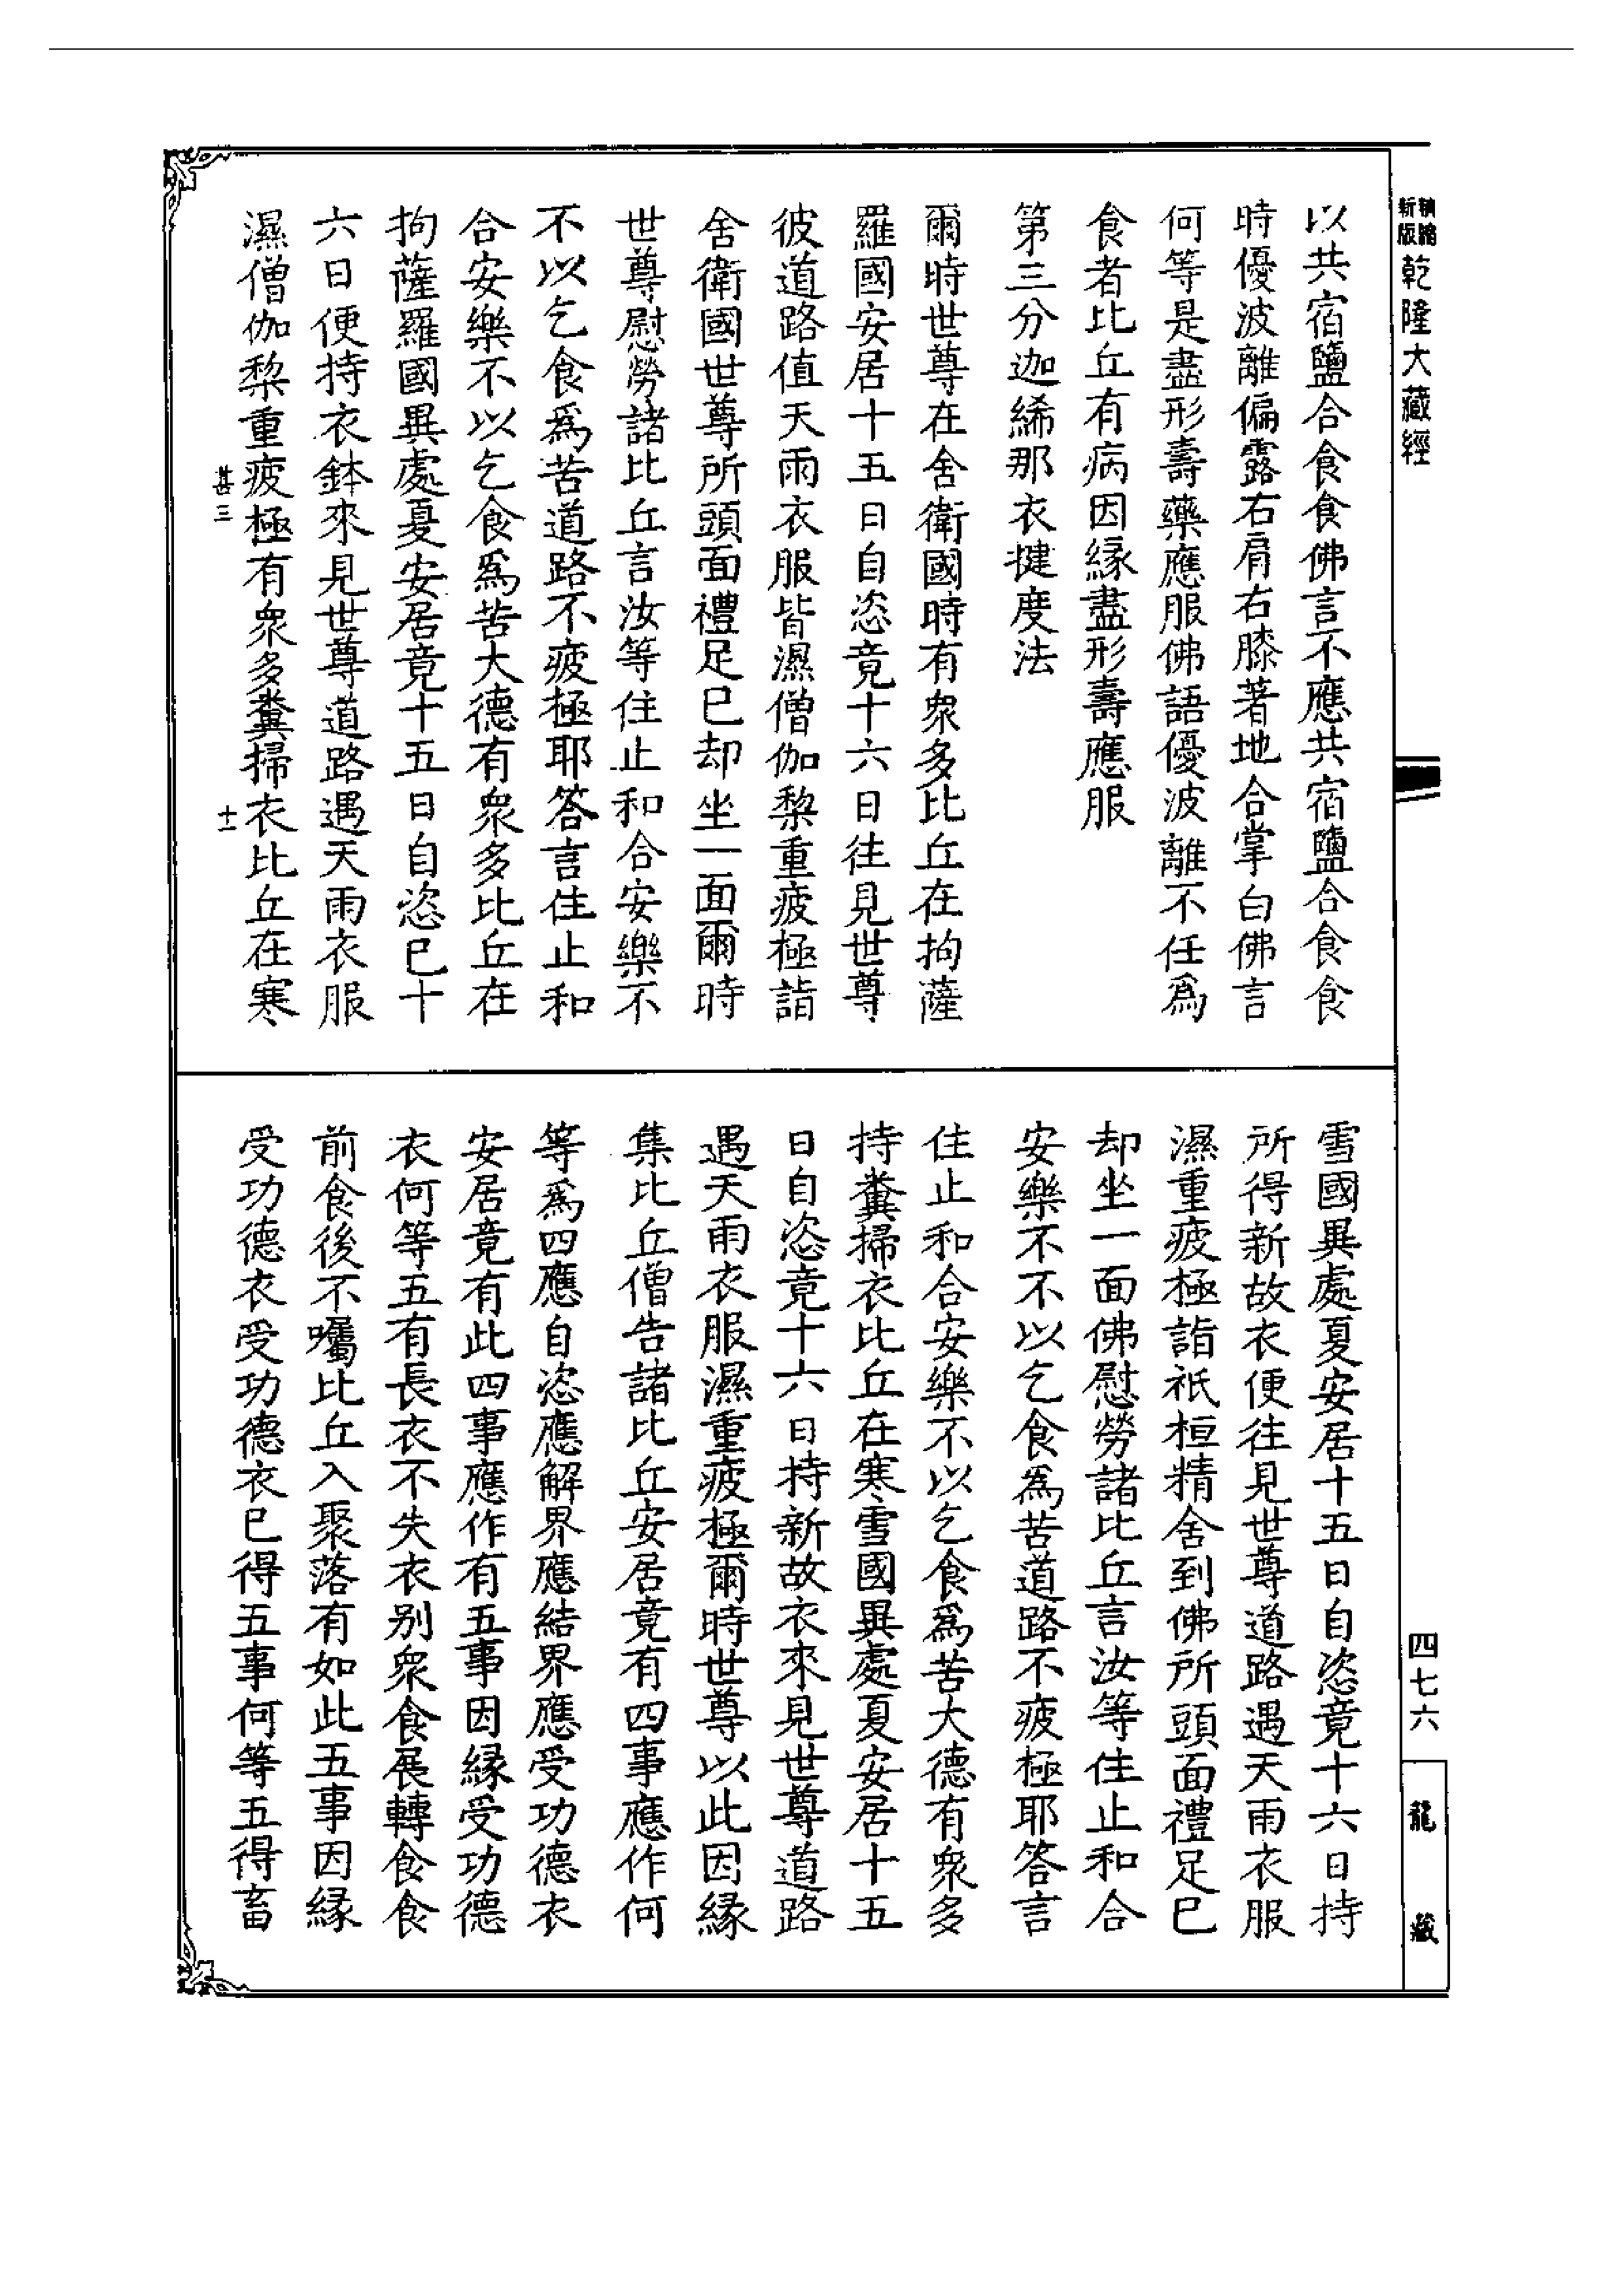 精縮新版乾隆大藏經
四七六
龍藏
以共宿鹽合食食佛言不應共宿鹽合食食
時優波離偏露右肩右膝著地合掌白佛言
何等是盡形壽藥應服佛語優波離不任為
食者比丘有病因緣盡形壽應服
第三分迦絺那衣揵度法
爾時世尊在舍衛國時有眾多比丘在拘薩
羅國安居十五日自恣竟十六日往見世尊
彼道路值天雨衣服皆濕僧伽棃重疲極詣
舍衛國世尊所頭面禮足已却坐一面爾時
世尊慰勞諸比丘言汝等住止和合安樂不
不以乞食為苦道路不疲極耶答言住止和
合安樂不以乞食為苦大德有眾多比丘在
拘薩羅國異處夏安居竟十五日自恣已十
六日便持衣鉢來見世尊道路遇天雨衣服
濕僧伽棃重疲極有眾多糞掃衣比丘在寒
甚三
十二
雪國異處夏安居十五日自恣竟十六日持
所得新故衣便往見世尊道路遇天雨衣服
濕重疲極詣祇桓精舍到佛所頭面禮足已
却坐一面佛慰勞諸比丘言汝等住止和合
安樂不不以乞食為苦道路不疲極耶答言
住止和合安樂不以乞食為苦大德有眾多
持糞掃衣比丘在寒雪國異處夏安居十五
日自恣竟十六日持新故衣來見世尊道路
遇天雨衣服濕重疲極爾時世尊以此因緣
集比丘僧告諸比丘安居竟有四事應作何
等為四應自恣應解界應結界應受功德衣
安居竟有此四事應作有五事因緣受功德
衣何等五有長衣不失衣別眾食展轉食食
前食後不囑比丘入聚落有如此五事因緣
受功德衣受功德衣已得五事何等五得畜